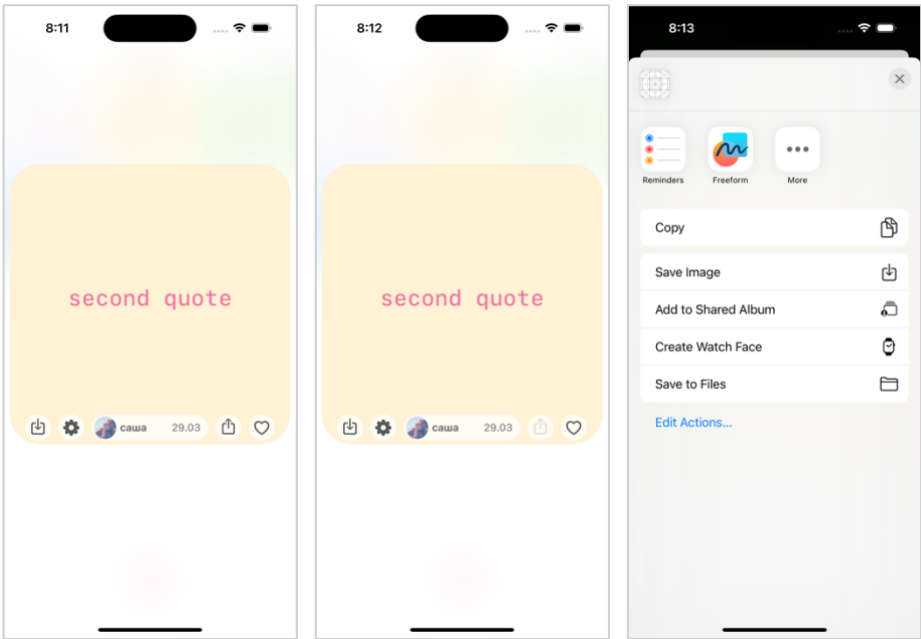 8:11
second quote
саша 29.03
8:12
second quote
саша 29.03
8:13
Reminders
Freeform
More
Copy
Save Image
Add to Shared Album
Create Watch Face
Save to Files
Edit Actions...